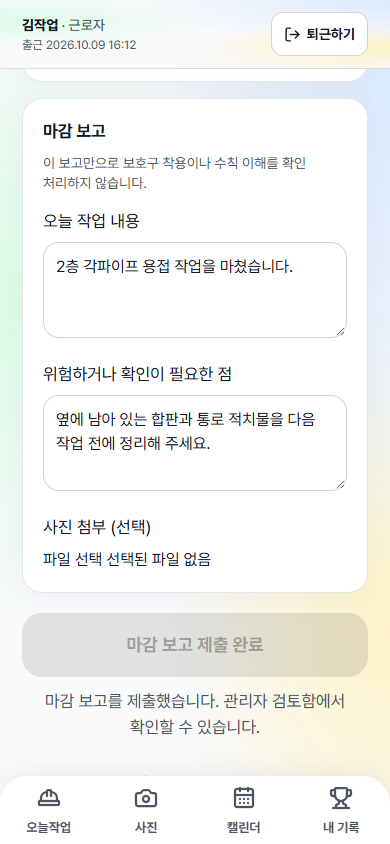 김작업 · 근로자
출근 2026.10.09 16:12
퇴근하기
마감 보고
이 보고만으로 보호구 착용이나 수칙 이해를 확인
처리하지 않습니다.
오늘 작업 내용
2층 각파이프 용접 작업을 마쳤습니다.
위험하거나 확인이 필요한 점
옆에 남아 있는 합판과 통로 적치물을 다음
작업 전에 정리해 주세요.
사진 첨부 (선택)
파일 선택 선택된 파일 없음
마감 보고 제출 완료
마감 보고를 제출했습니다. 관리자 검토함에서
확인할 수 있습니다.
오늘작업
사진
캘린더
내 기록